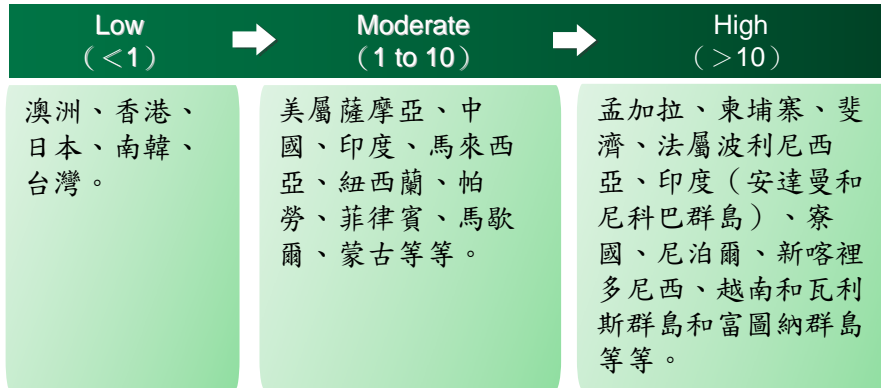 Low
（＜1）
Moderate
（1 to 10）
High
（＞10）
澳洲、香港、
日本、南韓、
台灣。
美屬薩摩亞、中
國、印度、馬來西
亞、紐西蘭、帕
勞、菲律賓、馬歇
爾、蒙古等等。
孟加拉、柬埔寨、斐
濟、法屬波利尼西
亞、印度（安達曼和
尼科巴群島）、寮
國、尼泊爾、新喀裡
多尼西、越南和瓦利
斯群島和富圖納群島
等等。